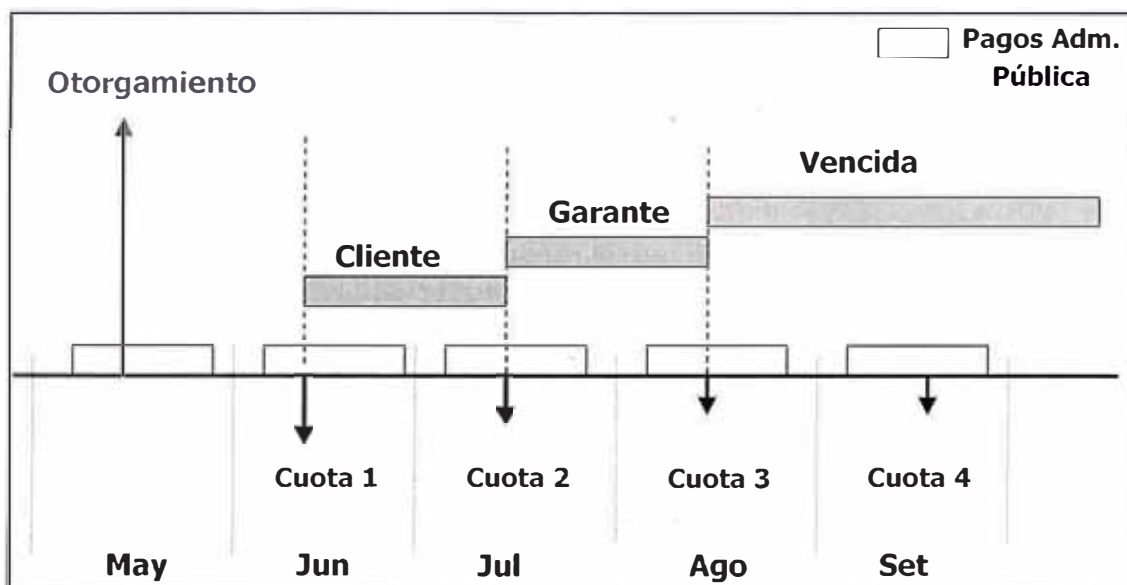 Pagos Adm.
Pública
Otorgamiento
Vencida
Garante
Cliente
Cuota 1 Cuota 2 Cuota 3 Cuota 4
May Jun Jul Ago Set